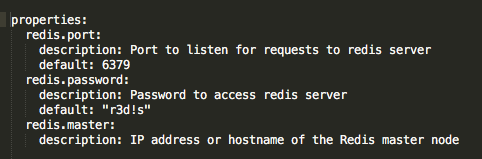 properties:
  redis.port:
    description: Port to listen for requests to redis server
    default: 6379
  redis.password:
    description: Password to access redis server
    default: "r3d!s"
  redis.master:
    description: IP address or hostname of the Redis master node